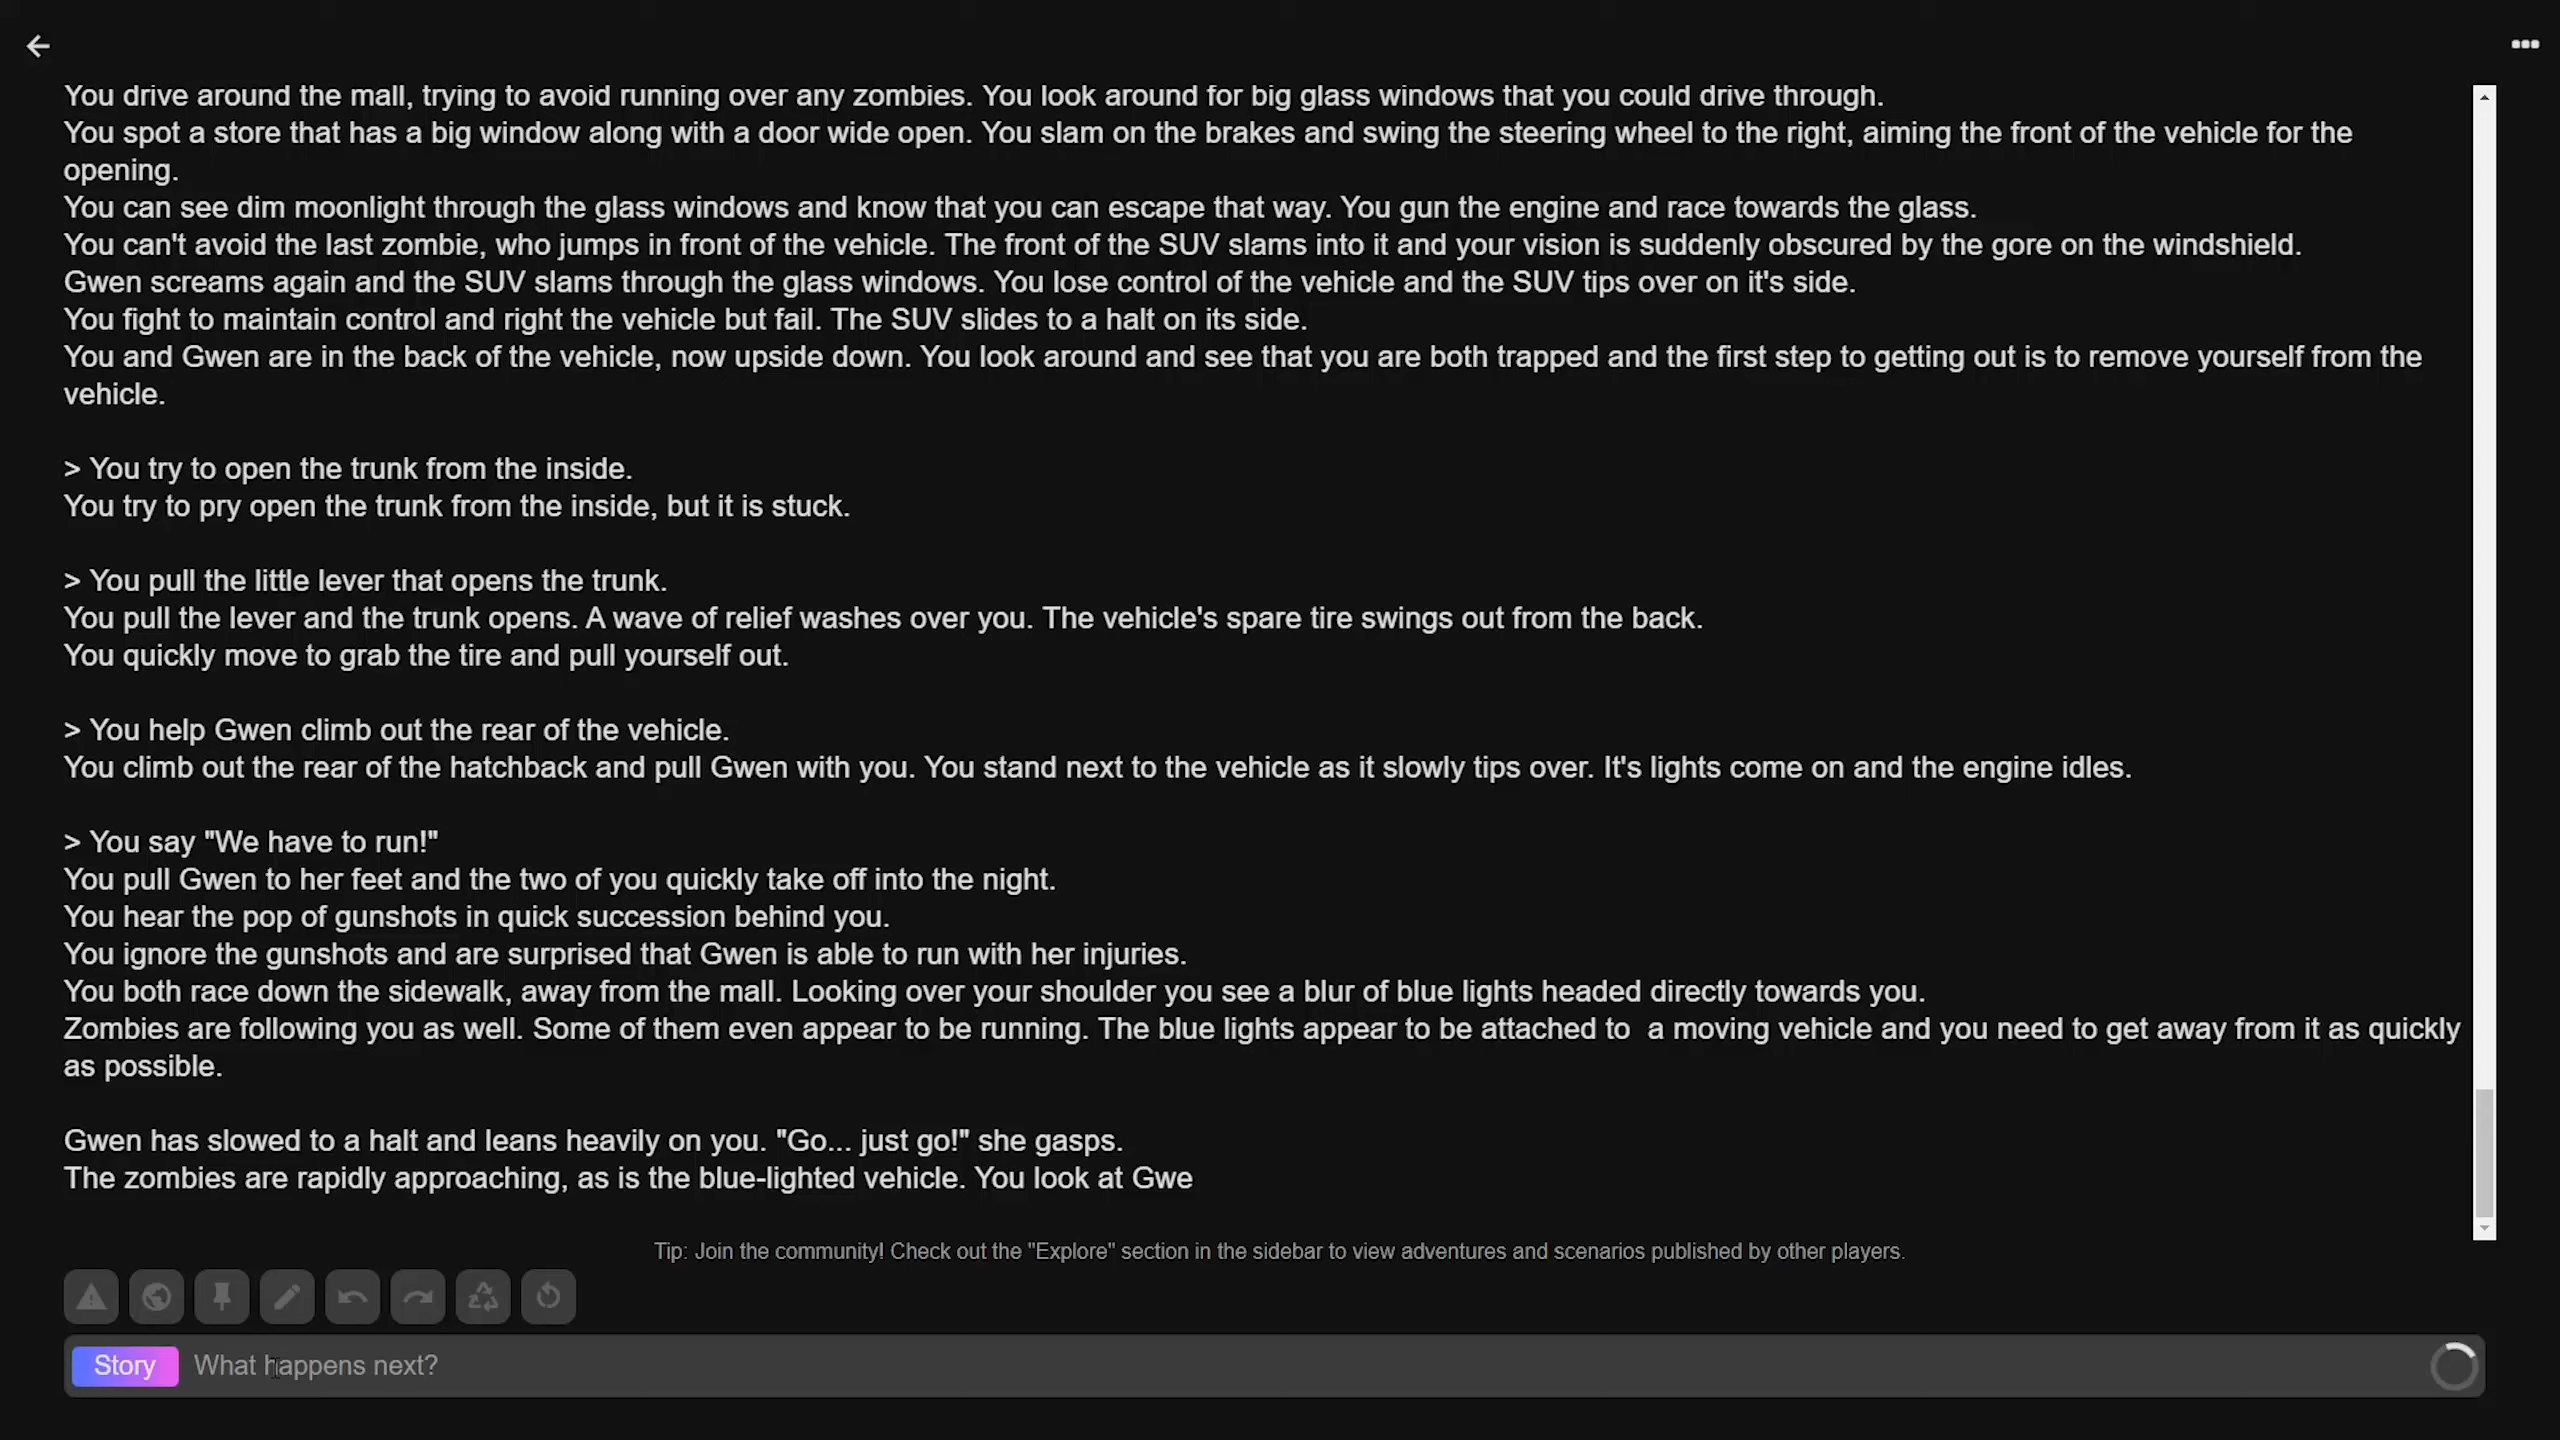 You drive around the mall, trying to avoid running over any zombies. You look around for big glass windows that you could drive through.
You spot a store that has a big window along with a door wide open. You slam on the brakes and swing the steering wheel to the right, aiming the front of the vehicle for the
opening.
You can see dim moonlight through the glass windows and know that you can escape that way. You gun the engine and race towards the glass.
You can't avoid the last zombie, who jumps in front of the vehicle. The front of the SUV slams into it and your vision is suddenly obscured by the gore on the windshield.
Gwen screams again and the SUV slams through the glass windows. You lose control of the vehicle and the SUV tips over on it's side.
You fight to maintain control and right the vehicle but fail. The SUV slides to a halt on its side.
You and Gwen are in the back of the vehicle, now upside down. You look around and see that you are both trapped and the first step to getting out is to remove yourself from the
vehicle.
> You try to open the trunk from the inside.
You try to pry open the trunk from the inside, but it is stuck.
> You pull the little lever that opens the trunk.
You pull the lever and the trunk opens. A wave of relief washes over you. The vehicle's spare tire swings out from the back.
You quickly move to grab the tire and pull yourself out.
> You help Gwen climb out the rear of the vehicle.
You climb out the rear of the hatchback and pull Gwen with you. You stand next to the vehicle as it slowly tips over. It's lights come on and the engine idles.
> You say "We have to run!"
You pull Gwen to her feet and the two of you quickly take off into the night.
You hear the pop of gunshots in quick succession behind you.
You ignore the gunshots and are surprised that Gwen is able to run with her injuries.
You both race down the sidewalk, away from the mall. Looking over your shoulder you see a blur of blue lights headed directly towards you.
Zombies are following you as well. Some of them even appear to be running. The blue lights appear to be attached to  a moving vehicle and you need to get away from it as quickly
as possible.
Gwen has slowed to a halt and leans heavily on you. "Go... just go!" she gasps.
The zombies are rapidly approaching, as is the blue-lighted vehicle. You look at Gwe
Tip: Join the community! Check out the "Explore" section in the sidebar to view adventures and scenarios published by other players.
Story What happens next?